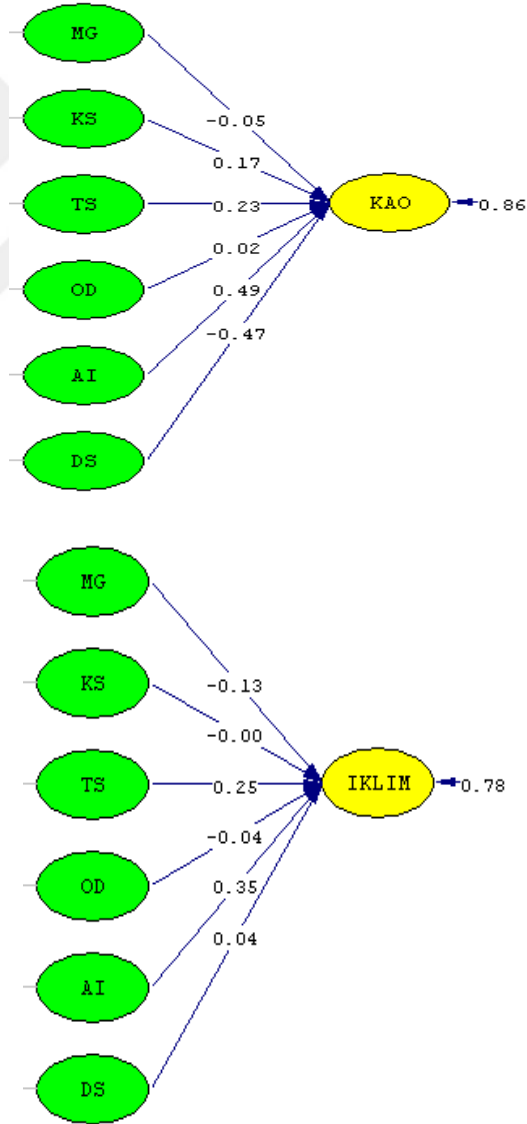 MG
-0.05
KS
0.17
TS
0.23
KAO
0.86
OD
0.02
AI
0.49
DS
-0.47
MG
-0.13
KS
-0.00
TS
0.25
IKLIM
0.78
OD
-0.04
AI
0.35
DS
0.04